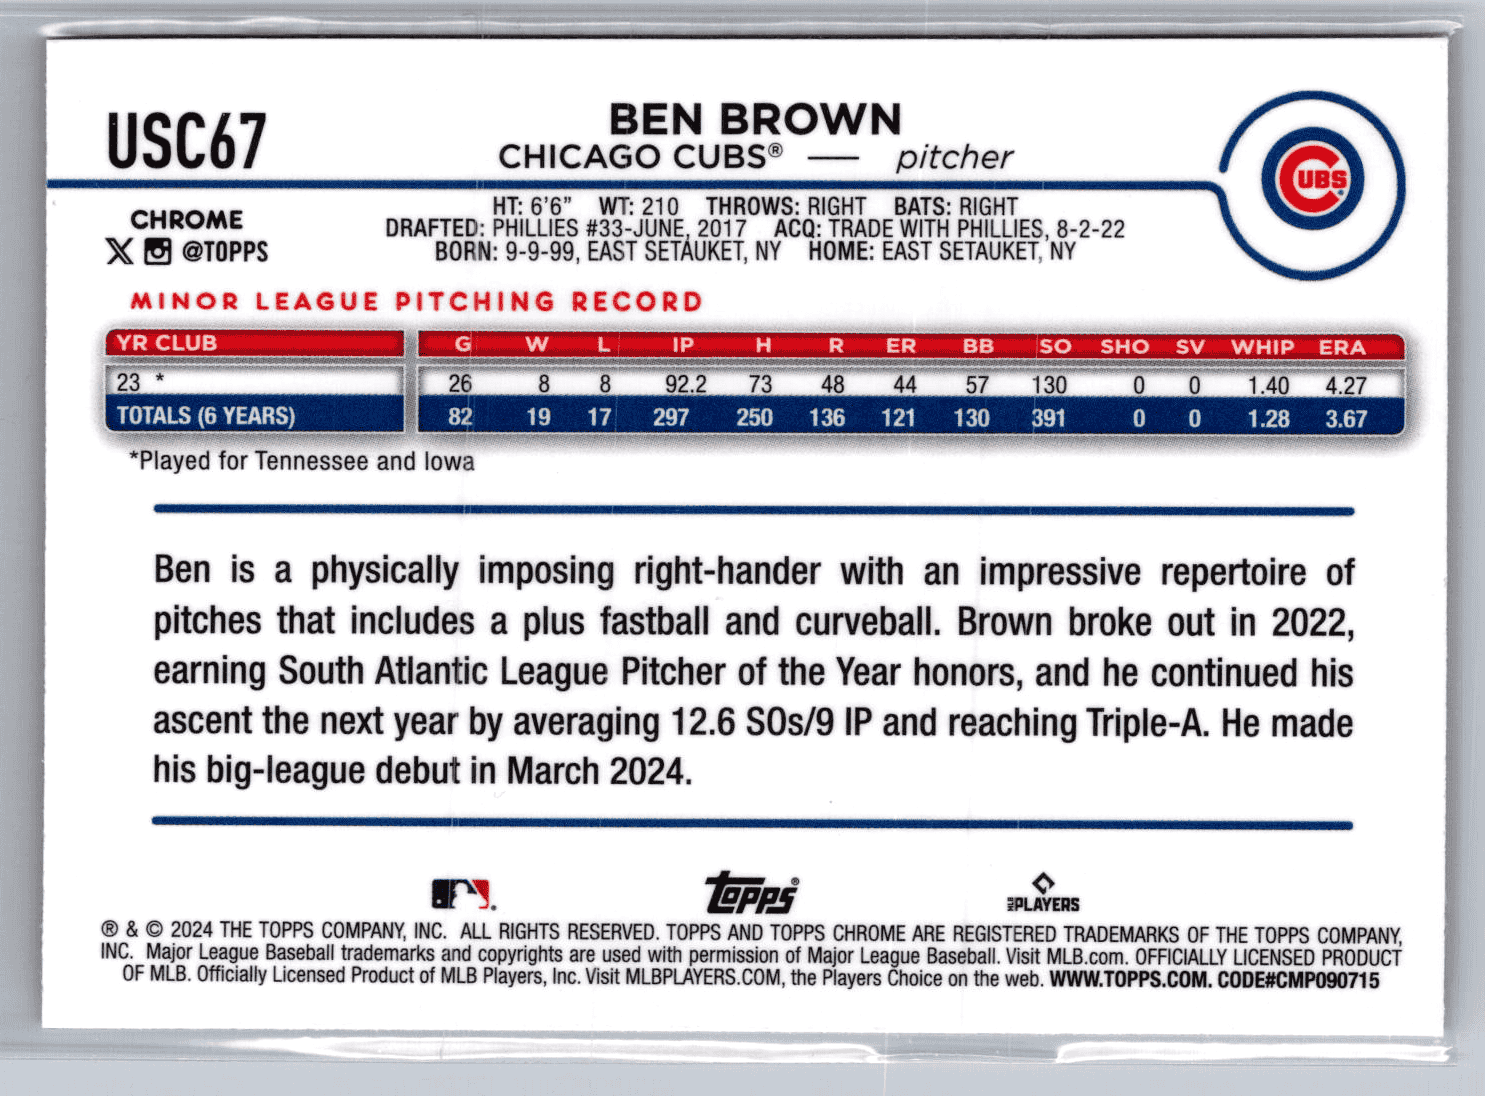 USC67
BEN BROWN
CHICAGO CUBS® — pitcher
CUBS
CHROME
@TOPPS
HT: 6'6" WT: 210 THROWS: RIGHT BATS: RIGHT
DRAFTED: PHILLIES #33-JUNE, 2017 ACQ: TRADE WITH PHILLIES, 8-2-22
BORN: 9-9-99, EAST SETAUKET, NY HOME: EAST SETAUKET, NY
MINOR LEAGUE PITCHING RECORD
YR CLUB G W L IP H R ER BB SO SHO SV WHIP ERA
23 * 26 8 8 92.2 73 48 44 57 130 0 0 1.40 4.27
TOTALS (6 YEARS) 82 19 17 297 250 136 121 130 391 0 0 1.28 3.67
*Played for Tennessee and Iowa
Ben is a physically imposing right-hander with an impressive repertoire of
pitches that includes a plus fastball and curveball. Brown broke out in 2022,
earning South Atlantic League Pitcher of the Year honors, and he continued his
ascent the next year by averaging 12.6 SOs/9 IP and reaching Triple-A. He made
his big-league debut in March 2024.
Topps® MLB PLAYERS
® & © 2024 THE TOPPS COMPANY, INC. ALL RIGHTS RESERVED. TOPPS AND TOPPS CHROME ARE REGISTERED TRADEMARKS OF THE TOPPS COMPANY,
INC. Major League Baseball trademarks and copyrights are used with permission of Major League Baseball. Visit MLB.com. OFFICIALLY LICENSED PRODUCT
OF MLB. Officially Licensed Product of MLB Players, Inc. Visit MLBPLAYERS.COM, the Players Choice on the web. WWW.TOPPS.COM. CODE#CMP090715